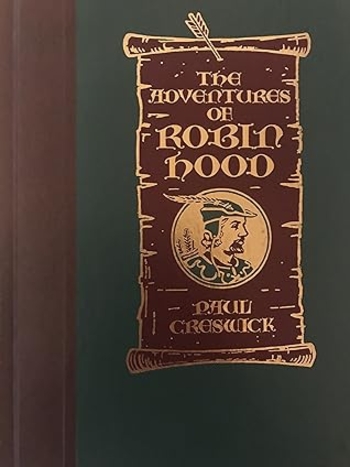 THE
ADVENTURES
OF
ROBIN
HOOD
PAUL
CRESWICK